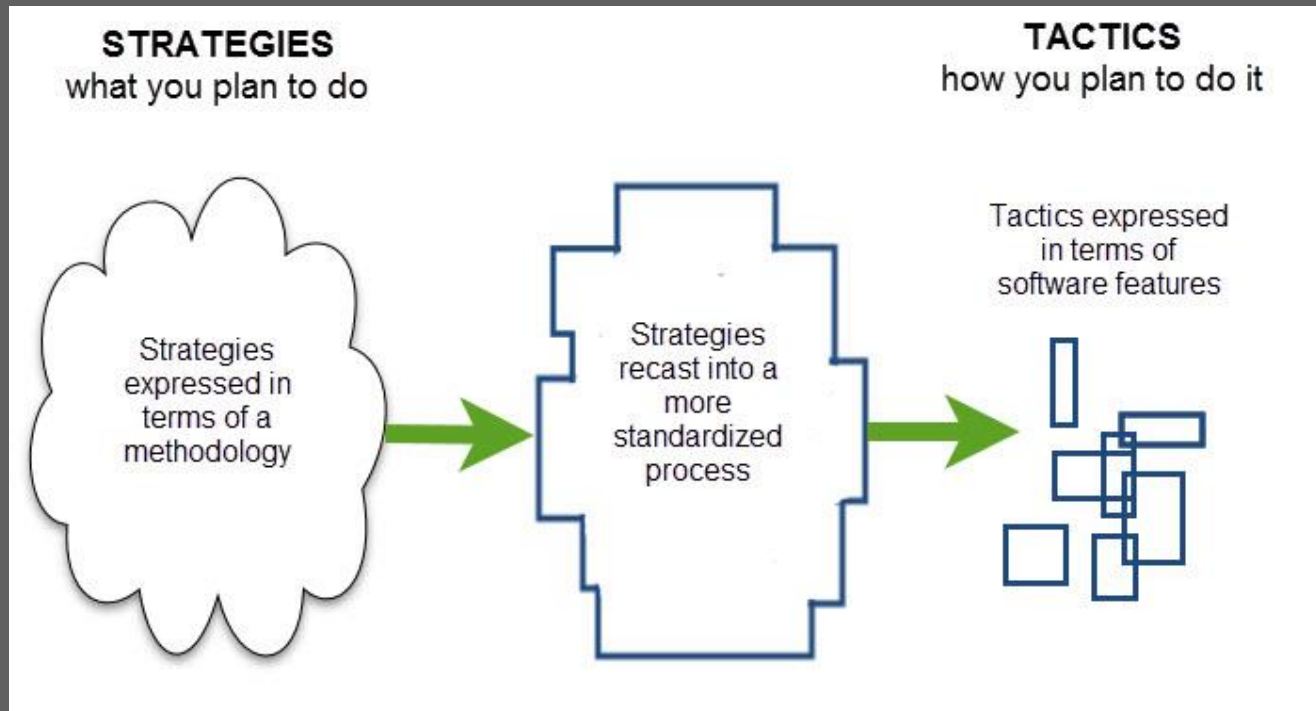 STRATEGIES
what you plan to do
TACTICS
how you plan to do it
Strategies
expressed in
terms of a
methodology
Strategies
recast into a
more
standardized
process
Tactics expressed
in terms of
software features